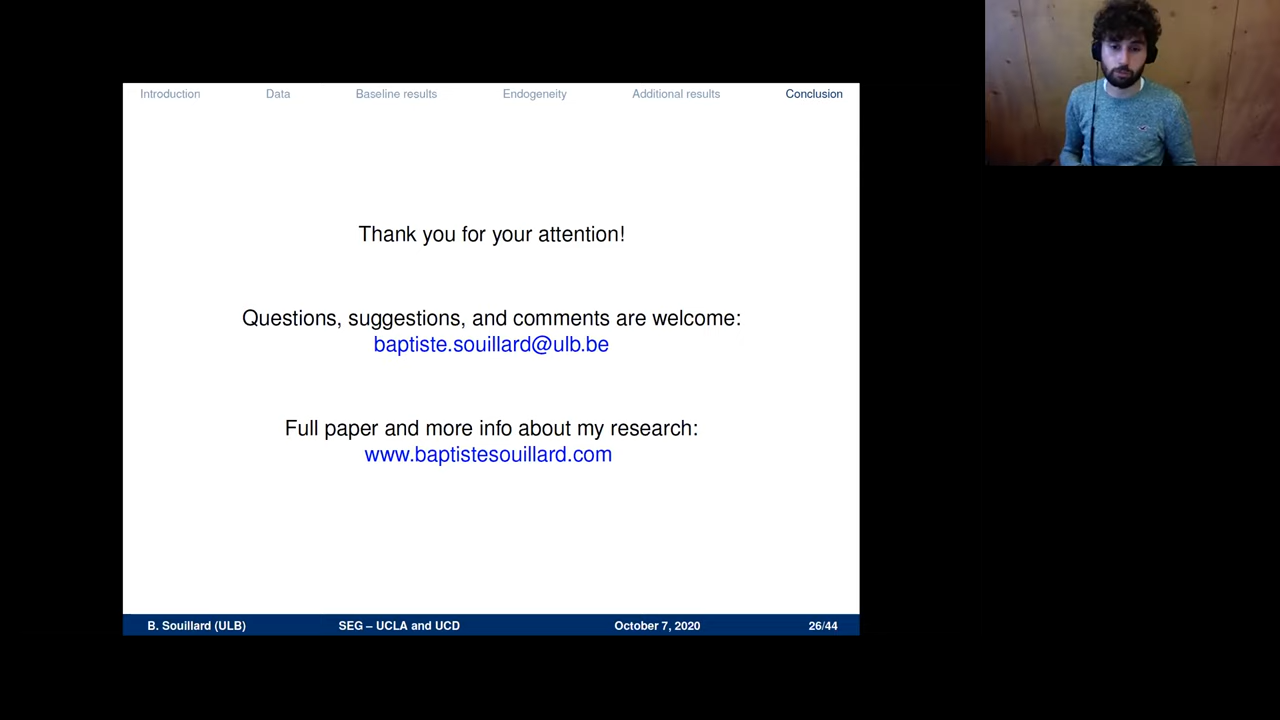 Introduction Data Baseline results Endogeneity Additional results Conclusion
Thank you for your attention!
Questions, suggestions, and comments are welcome:
baptiste.souillard@ulb.be
Full paper and more info about my research:
www.baptistesouillard.com
B. Souillard (ULB) SEG – UCLA and UCD October 7, 2020 26/44